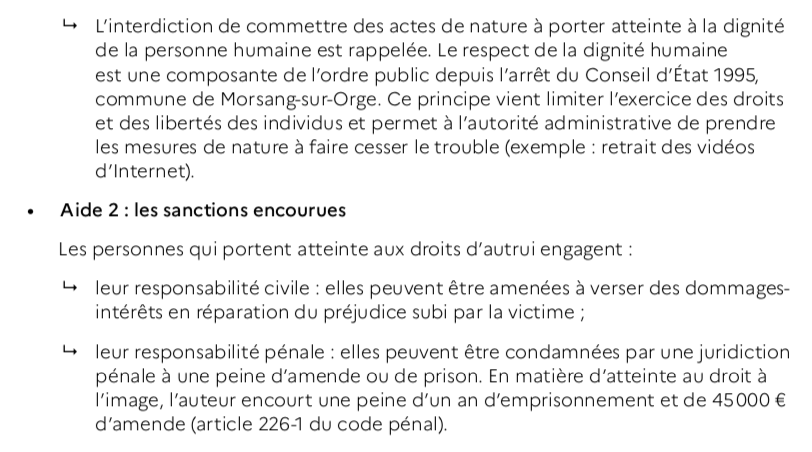 ↳ L’interdiction de commettre des actes de nature à porter atteinte à la dignité
de la personne humaine est rappelée. Le respect de la dignité humaine
est une composante de l’ordre public depuis l’arrêt du Conseil d’État 1995,
commune de Morsang-sur-Orge. Ce principe vient limiter l’exercice des droits
et des libertés des individus et permet à l’autorité administrative de prendre
les mesures de nature à faire cesser le trouble (exemple : retrait des vidéos
d’Internet).
• Aide 2 : les sanctions encourues
Les personnes qui portent atteinte aux droits d’autrui engagent :
↳ leur responsabilité civile : elles peuvent être amenées à verser des dommages-
intérêts en réparation du préjudice subi par la victime ;
↳ leur responsabilité pénale : elles peuvent être condamnées par une juridiction
pénale à une peine d’amende ou de prison. En matière d’atteinte au droit à
l’image, l’auteur encourt une peine d’un an d’emprisonnement et de 45 000 €
d’amende (article 226-1 du code pénal).